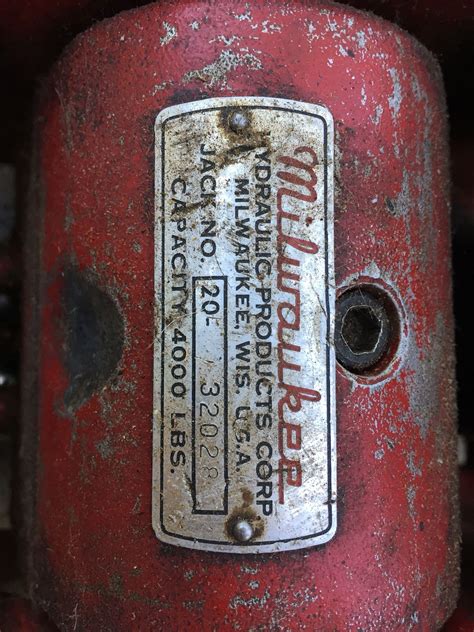 Milwaukee
YDRAULIC PRODUCTS CORP
MILWAUKEE, WIS. U.S.A.
JACK NO. 20- 32028
CAPACITY 4000 LBS.